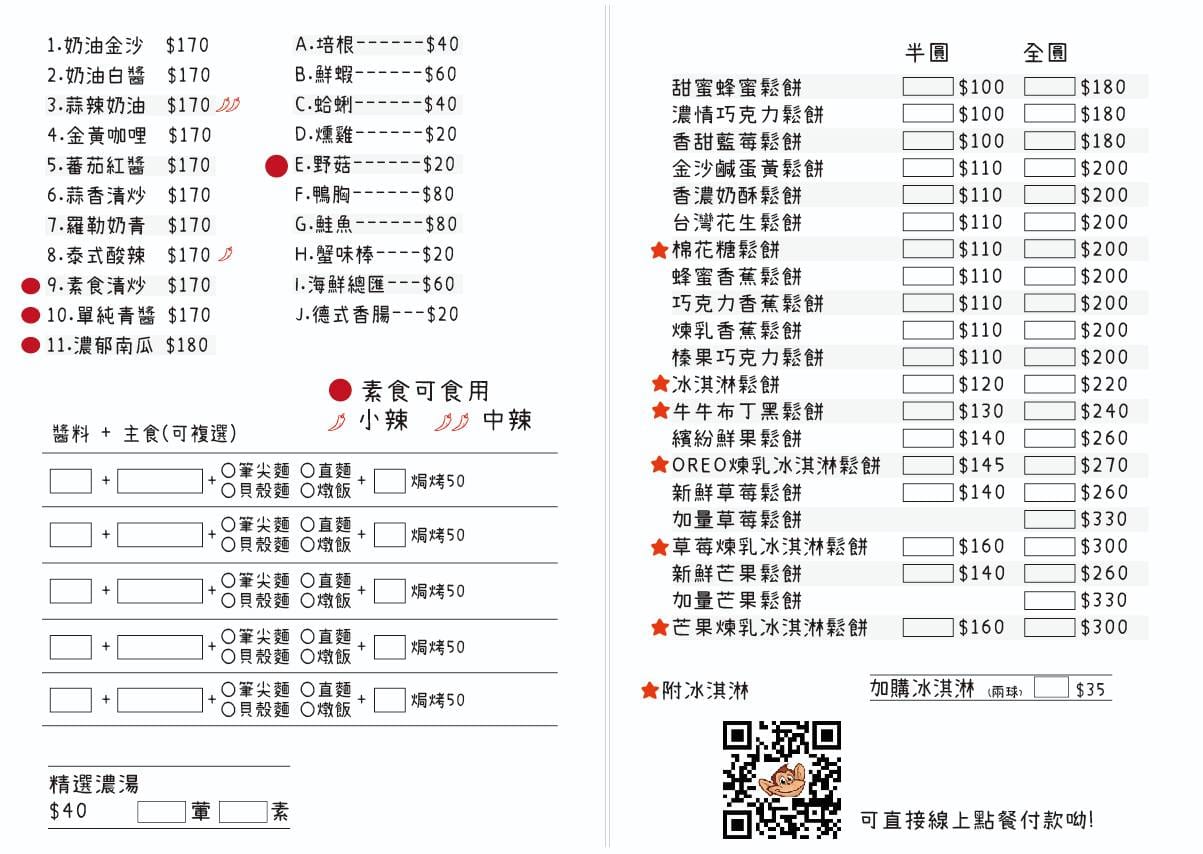 1.奶油金沙 $170
2.奶油白醬 $170
3.蒜辣奶油 $170
4.金黃咖哩 $170
5.蕃茄紅醬 $170
6.蒜香清炒 $170
7.羅勒奶青 $170
8.泰式酸辣 $170
9.素食清炒 $170
10.單純青醬 $170
11.濃郁南瓜 $180
A.培根------$40
B.鮮蝦------$60
C.蛤蜊------$40
D.燻雞------$20
E.野菇------$20
F.鴨胸------$80
G.鮭魚------$80
H.蟹味棒----$20
I.海鮮總匯---$60
J.德式香腸---$20
素食可食用
小辣 中辣
醬料 + 主食(可複選)
+ + ○筆尖麵 ○直麵 + 焗烤50
○貝殼麵 ○燉飯
+ + ○筆尖麵 ○直麵 + 焗烤50
○貝殼麵 ○燉飯
+ + ○筆尖麵 ○直麵 + 焗烤50
○貝殼麵 ○燉飯
+ + ○筆尖麵 ○直麵 + 焗烤50
○貝殼麵 ○燉飯
+ + ○筆尖麵 ○直麵 + 焗烤50
○貝殼麵 ○燉飯
精選濃湯
$40 葷 素
半圓 全圓
甜蜜蜂蜜鬆餅 $100 $180
濃情巧克力鬆餅 $100 $180
香甜藍莓鬆餅 $100 $180
金沙鹹蛋黃鬆餅 $110 $200
香濃奶酥鬆餅 $110 $200
台灣花生鬆餅 $110 $200
棉花糖鬆餅 $110 $200
蜂蜜香蕉鬆餅 $110 $200
巧克力香蕉鬆餅 $110 $200
煉乳香蕉鬆餅 $110 $200
榛果巧克力鬆餅 $110 $200
冰淇淋鬆餅 $120 $220
牛牛布丁黑鬆餅 $130 $240
繽紛鮮果鬆餅 $140 $260
OREO煉乳冰淇淋鬆餅 $145 $270
新鮮草莓鬆餅 $140 $260
加量草莓鬆餅 $330
草莓煉乳冰淇淋鬆餅 $160 $300
新鮮芒果鬆餅 $140 $260
加量芒果鬆餅 $330
芒果煉乳冰淇淋鬆餅 $160 $300
附冰淇淋
加購冰淇淋 (兩球) $35
可直接線上點餐付款呦!